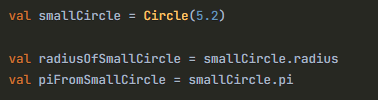 val smallCircle = Circle(5.2)
val radiusOfSmallCircle = smallCircle.radius
val piFromSmallCircle = smallCircle.pi